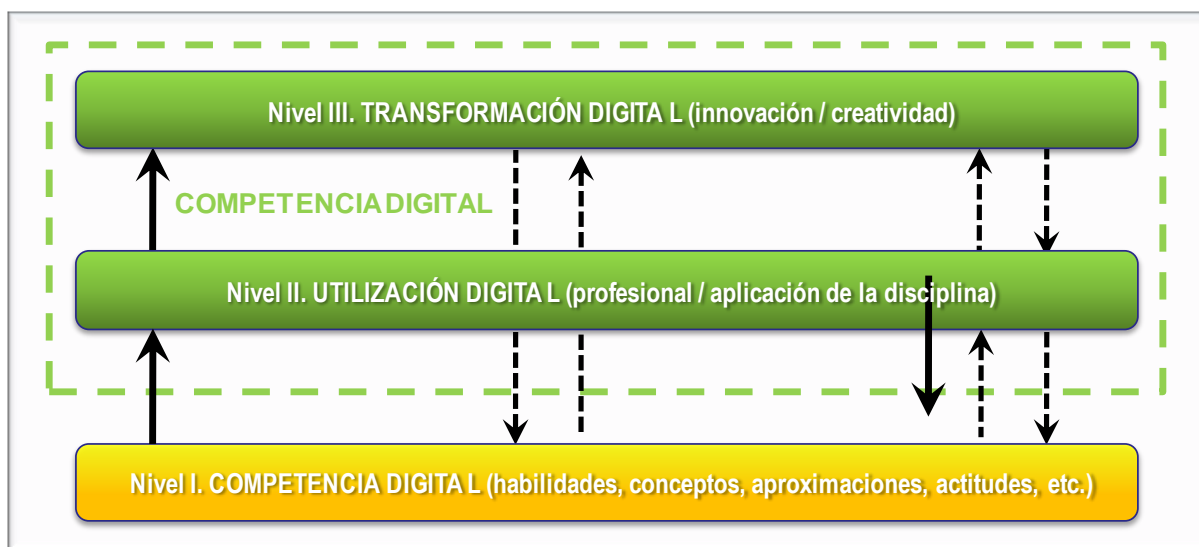 Nivel III. TRANSFORMACIÓN DIGITA L (innovación / creatividad)
COMPETENCIA DIGITAL
Nivel II. UTILIZACIÓN DIGITA L (profesional / aplicación de la disciplina)
Nivel I. COMPETENCIA DIGITA L (habilidades, conceptos, aproximaciones, actitudes, etc.)